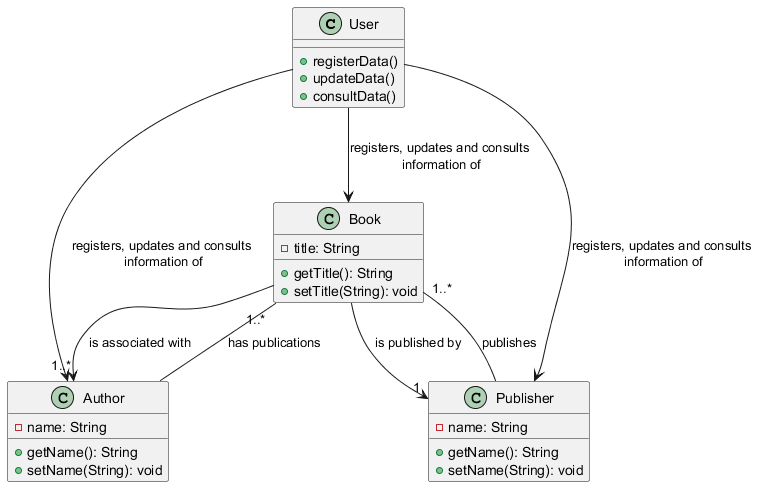 C User
registerData()
updateData()
consultData()
registers, updates and consults
information of
C Book
title: String
getTitle(): String
setTitle(String): void
registers, updates and consults
information of
registers, updates and consults
information of
1..*
1..*
is associated with
has publications
is published by
publishes
1..*
1
C Author
name: String
getName(): String
setName(String): void
C Publisher
name: String
getName(): String
setName(String): void